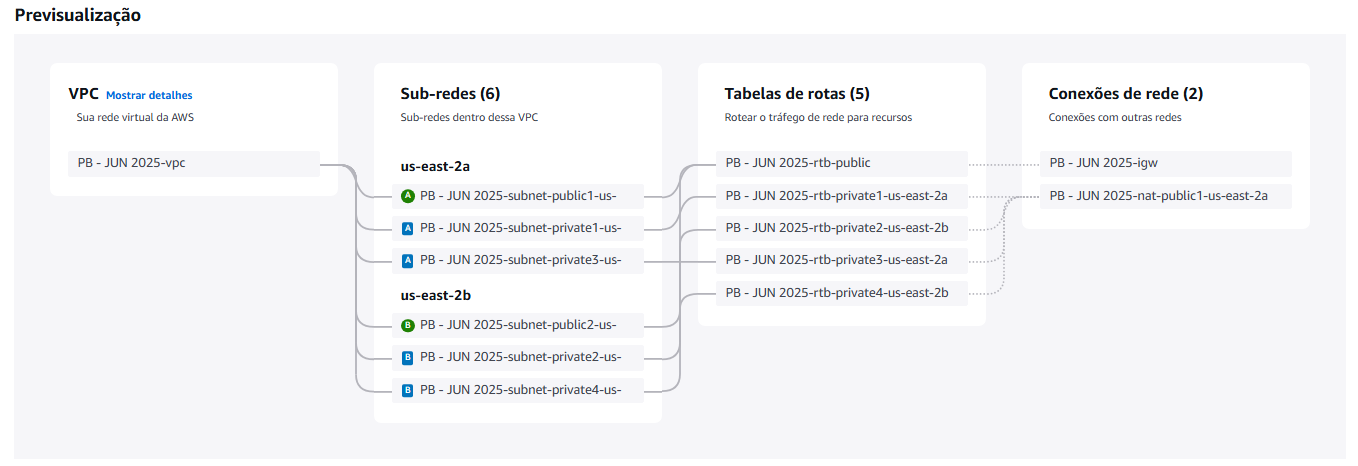 Previsualização
VPC Mostrar detalhes
Sua rede virtual da AWS
PB - JUN 2025-vpc
Sub-redes (6)
Sub-redes dentro dessa VPC
us-east-2a
A PB - JUN 2025-subnet-public1-us-
A PB - JUN 2025-subnet-private1-us-
A PB - JUN 2025-subnet-private3-us-
us-east-2b
B PB - JUN 2025-subnet-public2-us-
B PB - JUN 2025-subnet-private2-us-
B PB - JUN 2025-subnet-private4-us-
Tabelas de rotas (5)
Rotear o tráfego de rede para recursos
PB - JUN 2025-rtb-public
PB - JUN 2025-rtb-private1-us-east-2a
PB - JUN 2025-rtb-private2-us-east-2b
PB - JUN 2025-rtb-private3-us-east-2a
PB - JUN 2025-rtb-private4-us-east-2b
Conexões de rede (2)
Conexões com outras redes
PB - JUN 2025-igw
PB - JUN 2025-nat-public1-us-east-2a